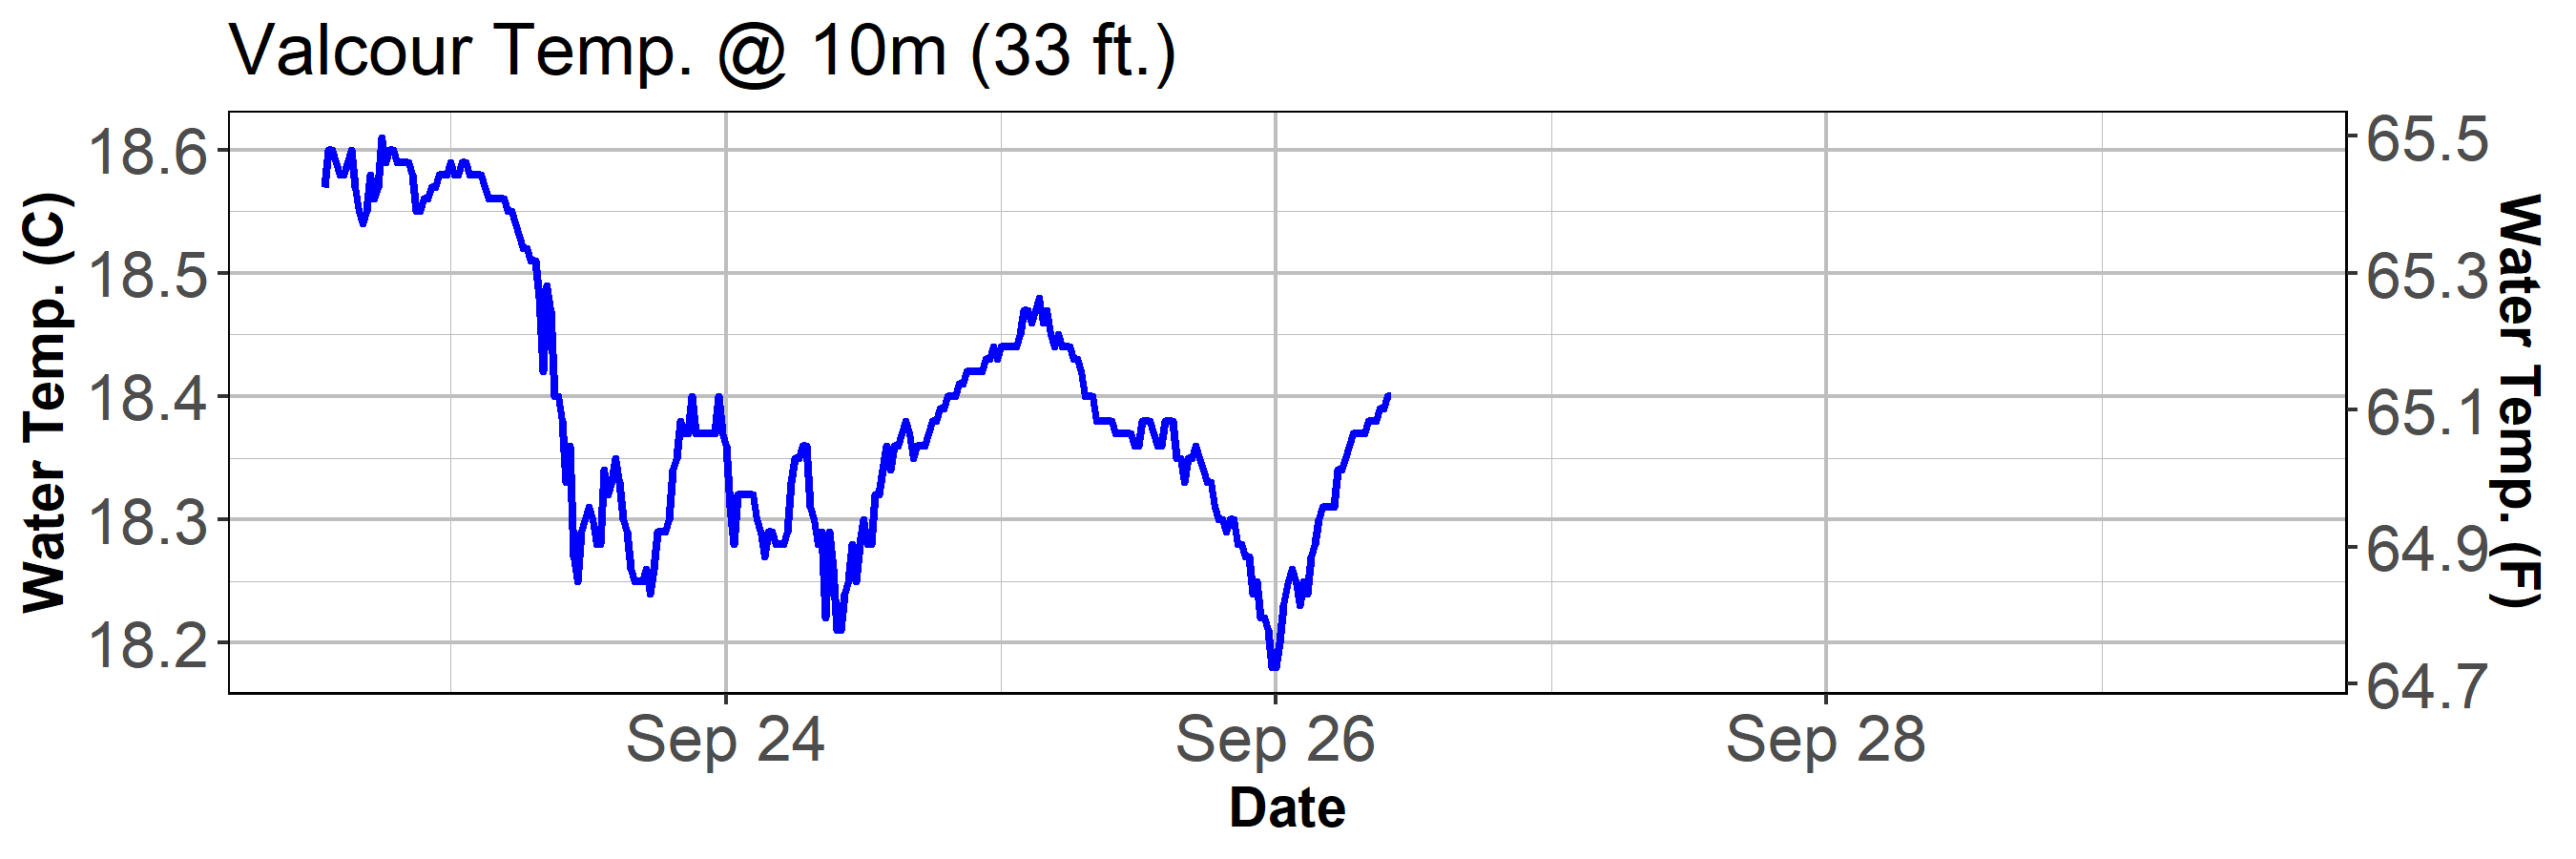 Valcour Temp. @ 10m (33 ft.)
Water Temp. (C)
18.6
18.5
18.4
18.3
18.2
65.5
65.3
65.1
64.9
64.7
Water Temp. (F)
Sep 24
Sep 26
Sep 28
Date